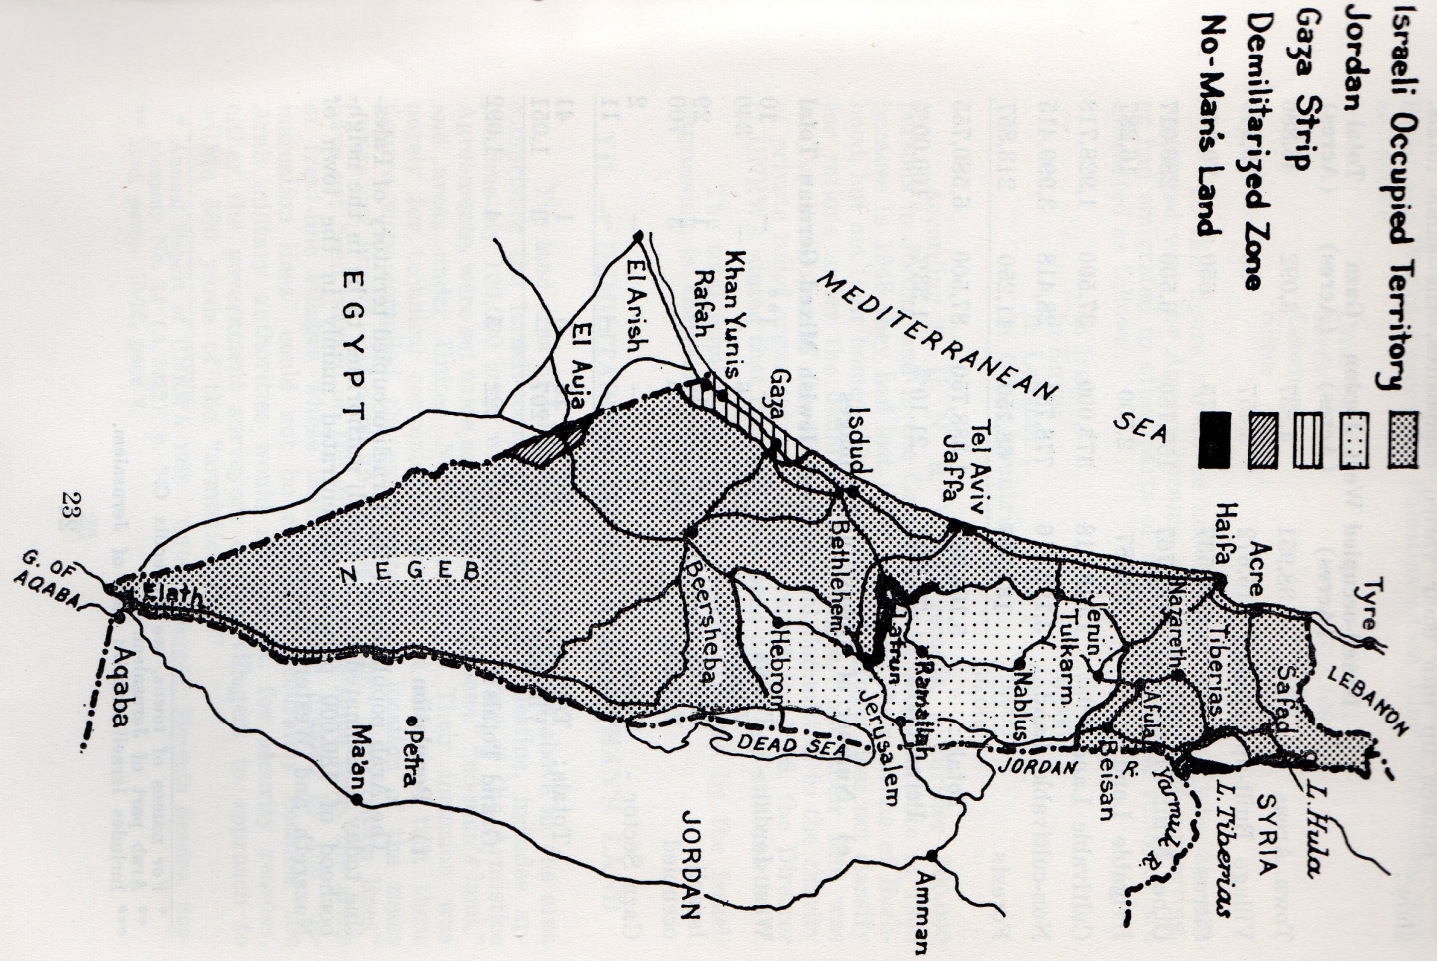 Israeli Occupied Territory
Jordan
Gaza Strip
Demilitarized Zone
No-Man's Land
MEDITERRANEAN SEA
Tyre
LEBANON
Haifa
Acre
Safad
L. Hula
SYRIA
Tiberias
L. Tiberias
Nazareth
Yarmuk R.
Afula
Beisan
Jenin
Tulkarm
Nablus
JORDAN R.
Tel Aviv
Jaffa
Latrun
Ramallah
Amman
Isdud
Bethlehem
Jerusalem
Gaza
Hebron
DEAD SEA
Khan Yunis
Rafah
Beersheba
JORDAN
El Arish
El Auja
NEGEB
EGYPT
Petra
Ma'an
Elath
Aqaba
G. OF
AQABA
23